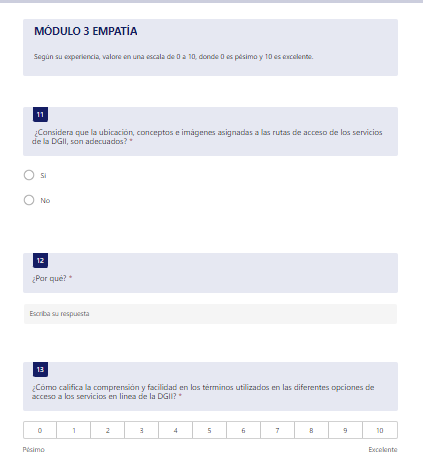 MÓDULO 3 EMPATÍA
Según su experiencia, valore en una escala de 0 a 10, donde 0 es pésimo y 10 es excelente.
11
¿Considera que la ubicación, conceptos e imágenes asignadas a las rutas de acceso de los servicios
de la DGII, son adecuados? *
Si
No
12
¿Por qué? *
Escriba su respuesta
13
¿Cómo califica la comprensión y facilidad en los términos utilizados en las diferentes opciones de
acceso a los servicios en línea de la DGII? *
0 1 2 3 4 5 6 7 8 9 10
Pésimo Excelente